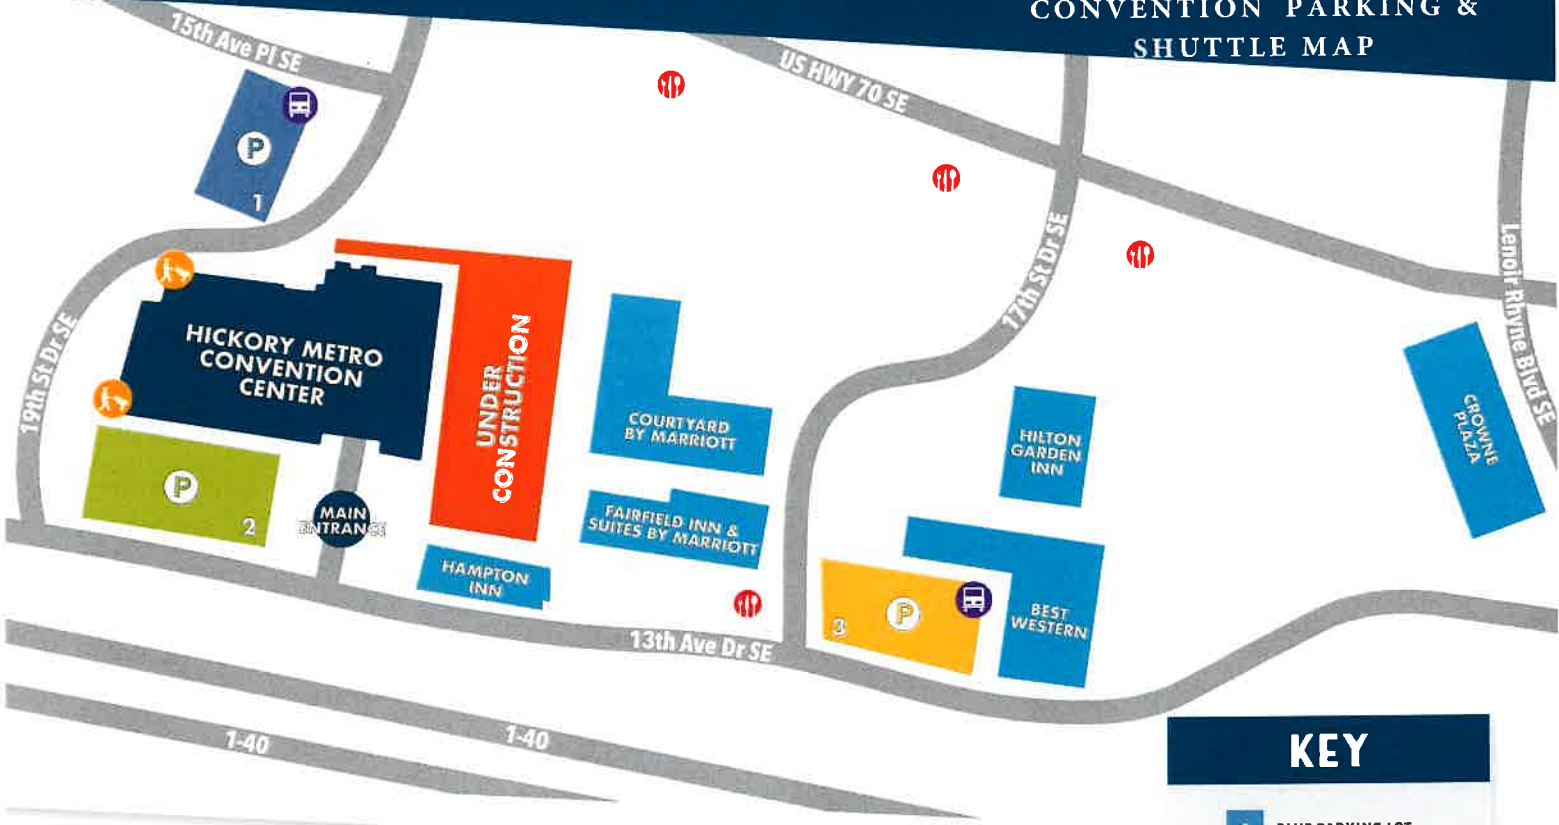 CONVENTION PARKING &
SHUTTLE MAP
15th Ave Pl SE
US HWY 70 SE
P
1
17th St Dr SE
Lenoir Rhyne Blvd SE
19th St Dr SE
HICKORY METRO
CONVENTION
CENTER
UNDER
CONSTRUCTION
COURTYARD
BY MARRIOTT
HILTON
GARDEN
INN
CROWNE
PLAZA
P
2
MAIN
ENTRANCE
FAIRFIELD INN &
SUITES BY MARRIOTT
HAMPTON
INN
P
3
BEST
WESTERN
13th Ave Dr SE
1-40
1-40
KEY